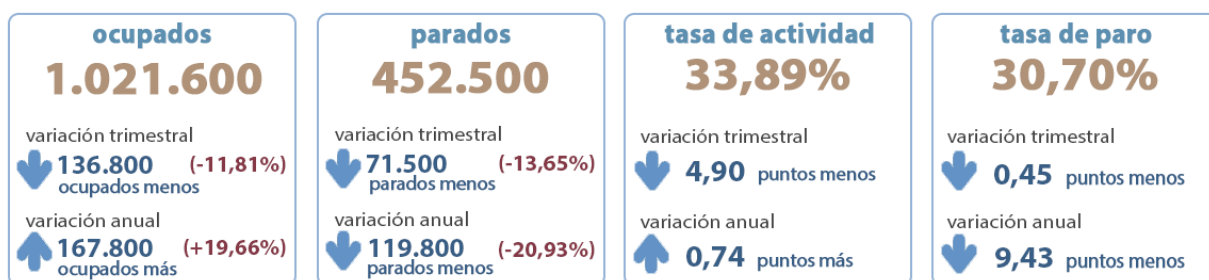 ocupados
1.021.600
variación trimestral
136.800 (-11,81%)
ocupados menos
variación anual
167.800 (+19,66%)
ocupados más
parados
452.500
variación trimestral
71.500 (-13,65%)
parados menos
variación anual
119.800 (-20,93%)
parados menos
tasa de actividad
33,89%
variación trimestral
4,90 puntos menos
variación anual
0,74 puntos más
tasa de paro
30,70%
variación trimestral
0,45 puntos menos
variación anual
9,43 puntos menos